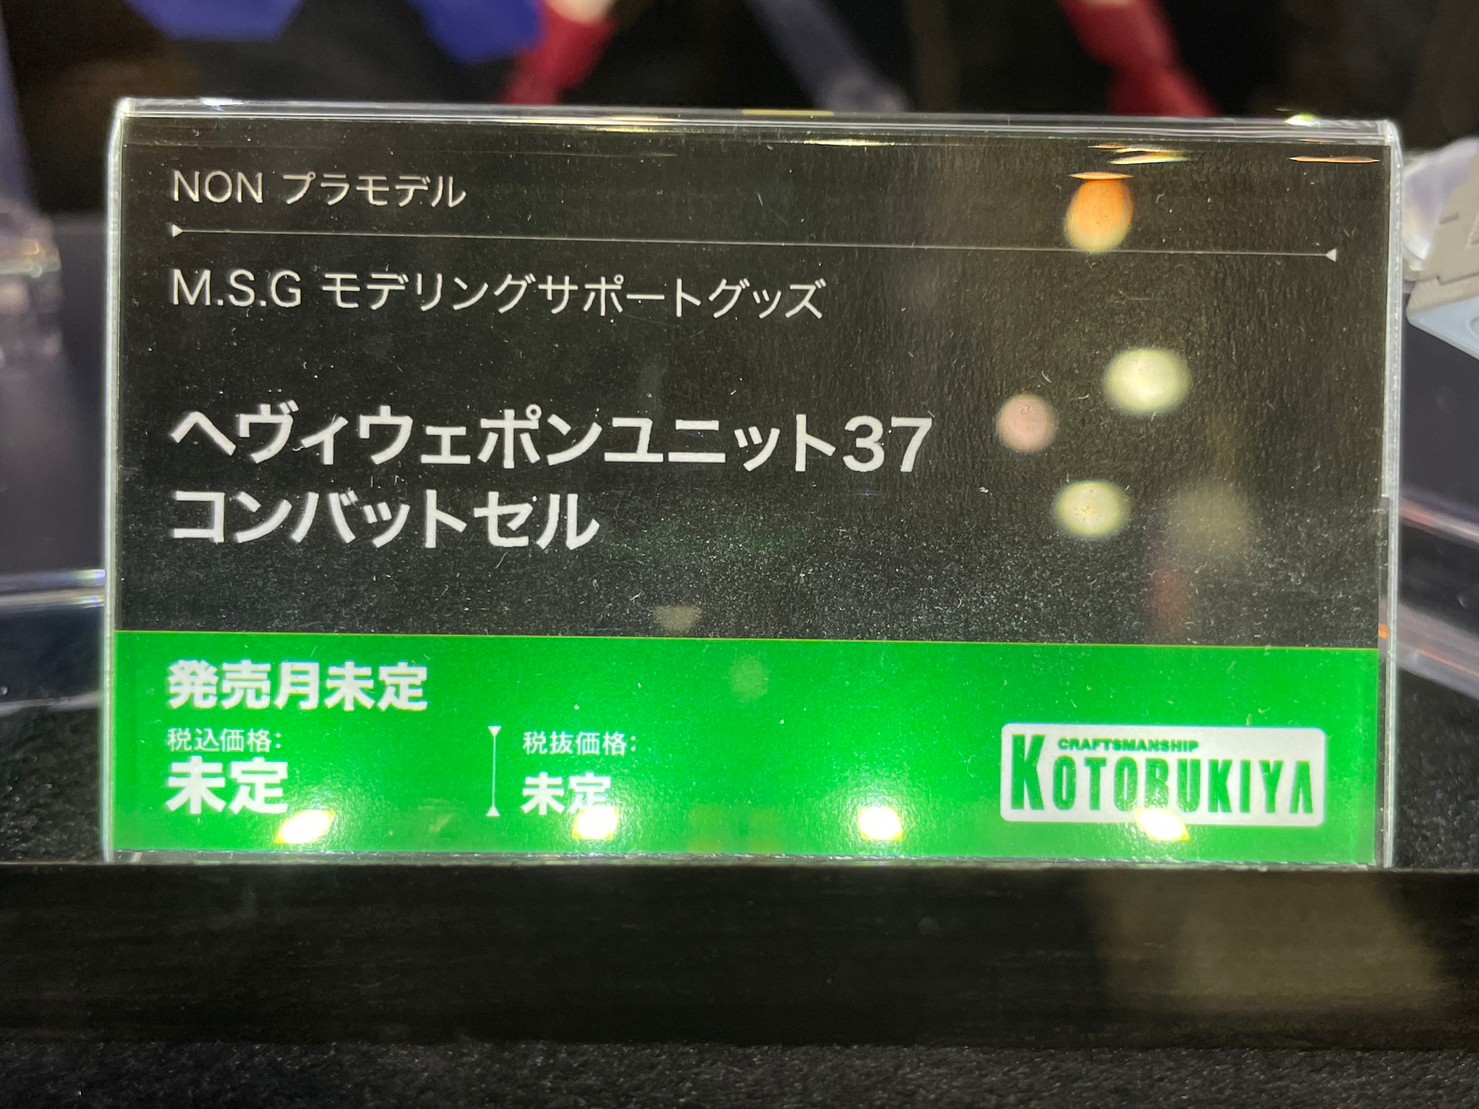 NON プラモデル
M.S.G モデリングサポートグッズ
ヘヴィウェポンユニット37
コンバットセル
発売月未定
税込価格:
未定
税抜価格:
未定
CRAFTSMANSHIP
KOTOBUKIYA